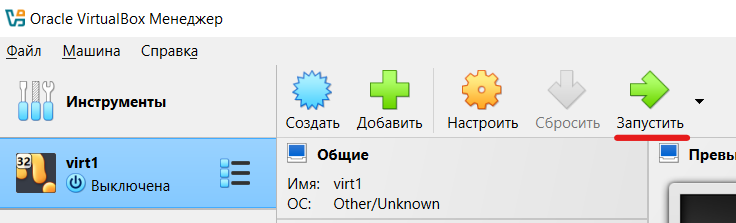 Oracle VirtualBox Менеджер
Файл Машина Справка
Инструменты
Создать Добавить Настроить Сбросить Запустить
32 virt1
Выключена
Общие
Имя: virt1
ОС: Other/Unknown